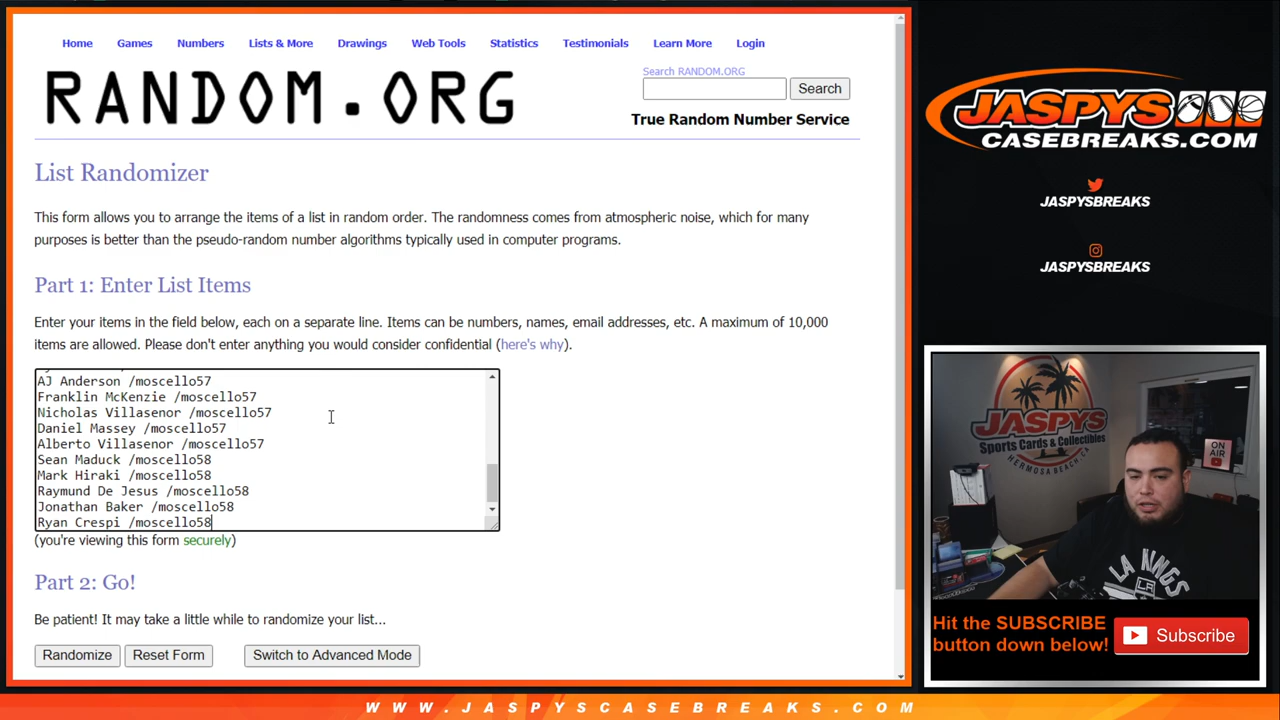 Home Games Numbers Lists & More Drawings Web Tools Statistics Testimonials Learn More Login
RANDOM.ORG
Search RANDOM.ORG
Search
True Random Number Service
List Randomizer
This form allows you to arrange the items of a list in random order. The randomness comes from atmospheric noise, which for many
purposes is better than the pseudo-random number algorithms typically used in computer programs.
Part 1: Enter List Items
Enter your items in the field below, each on a separate line. Items can be numbers, names, email addresses, etc. A maximum of 10,000
items are allowed. Please don't enter anything you would consider confidential (here's why).
AJ Anderson /moscello57
Franklin McKenzie /moscello57
Nicholas Villasenor /moscello57
Daniel Massey /moscello57
Alberto Villasenor /moscello57
Sean Maduck /moscello58
Mark Hiraki /moscello58
Raymund De Jesus /moscello58
Jonathan Baker /moscello58
Ryan Crespi /moscello58
(you're viewing this form securely)
Part 2: Go!
Be patient! It may take a little while to randomize your list...
Randomize Reset Form Switch to Advanced Mode
JASPYS
CASEBREAKS.COM
JASPYSBREAKS
JASPYSBREAKS
JASPYS
Sports Cards & Collectibles
HERMOSA BEACH, CA
ON
AIR
LA KINGS
Hit the SUBSCRIBE
button down below!
Subscribe
WWW.JASPYSCASEBREAKS.COM